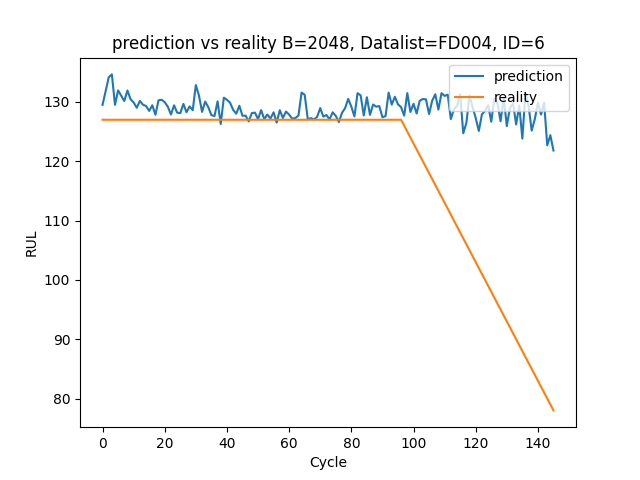 prediction vs reality B=2048, Datalist=FD004, ID=6
prediction
reality
RUL
130
120
110
100
90
80
0 20 40 60 80 100 120 140
Cycle